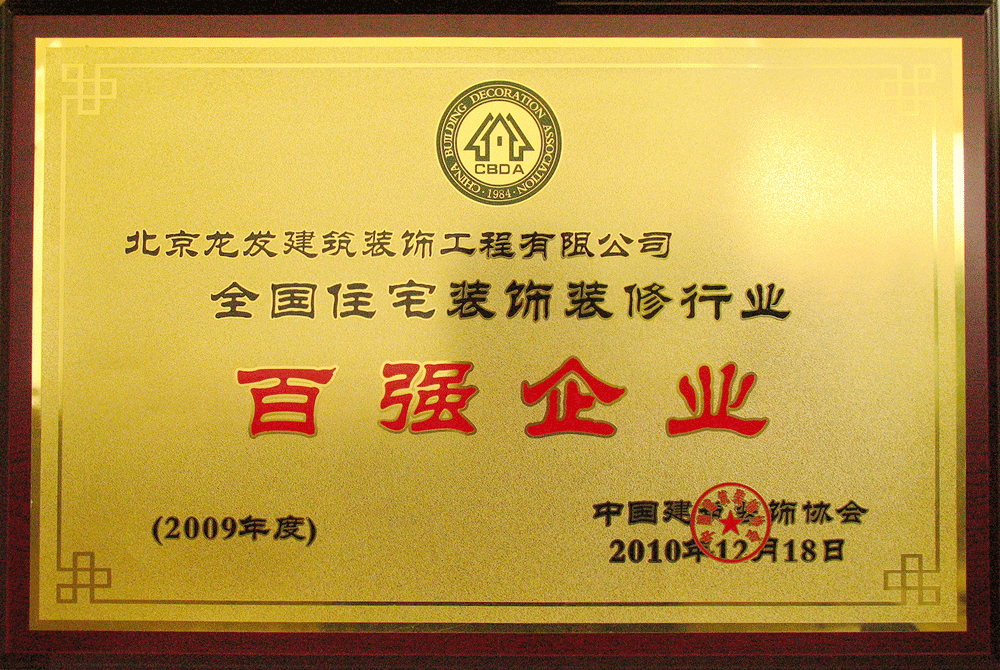 CHINA BUILDING DECORATION ASSOCIATION
CBDA
·1984·
北京龙发建筑装饰工程有限公司
全国住宅装饰装修行业
百强企业
(2009年度)
中国建筑装饰协会
2010年12月18日